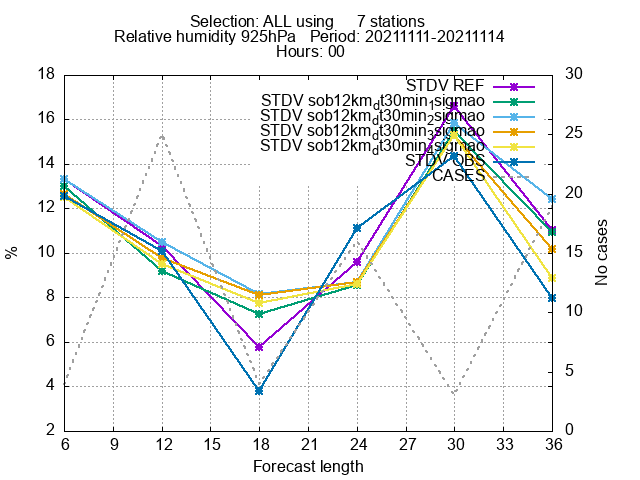 Selection: ALL using 7 stations
Relative humidity 925hPa Period: 20211111-20211114
Hours: 00
18
16
14
12
10
8
6
4
2
%
30
25
20
15
10
5
0
No cases
STDV REF
STDV sob12km_dt30min_1sigmao
STDV sob12km_dt30min_2sigmao
STDV sob12km_dt30min_3sigmao
STDV sob12km_dt30min_4sigmao
STDV OBS
CASES
6 9 12 15 18 21 24 27 30 33 36
Forecast length